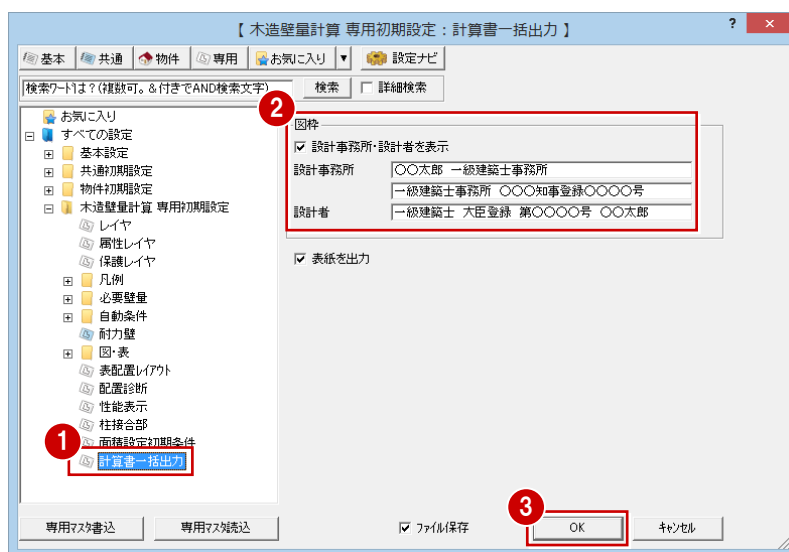 【 木造壁量計算 専用初期設定：計算書一括出力 】
? ×
基本 共通 物件 専用 お気に入り ▼ 設定ナビ
検索ワードは？(複数可。&付きでAND検索文字) 検索 詳細検索
お気に入り
すべての設定
基本設定
共通初期設定
物件初期設定
木造壁量計算 専用初期設定
レイヤ
属性レイヤ
保護レイヤ
凡例
必要壁量
自動条件
耐力壁
図・表
表配置レイアウト
配置診断
性能表示
柱接合部
面積設定初期条件
1
計算書一括出力
2
図枠
設計事務所・設計者を表示
設計事務所 〇〇太郎 一級建築士事務所
一級建築士事務所 〇〇〇知事登録〇〇〇〇号
設計者 一級建築士 大臣登録 第〇〇〇〇号 〇〇太郎
表紙を出力
3
専用マスタ書込 専用マスタ読込 ファイル保存 OK キャンセル